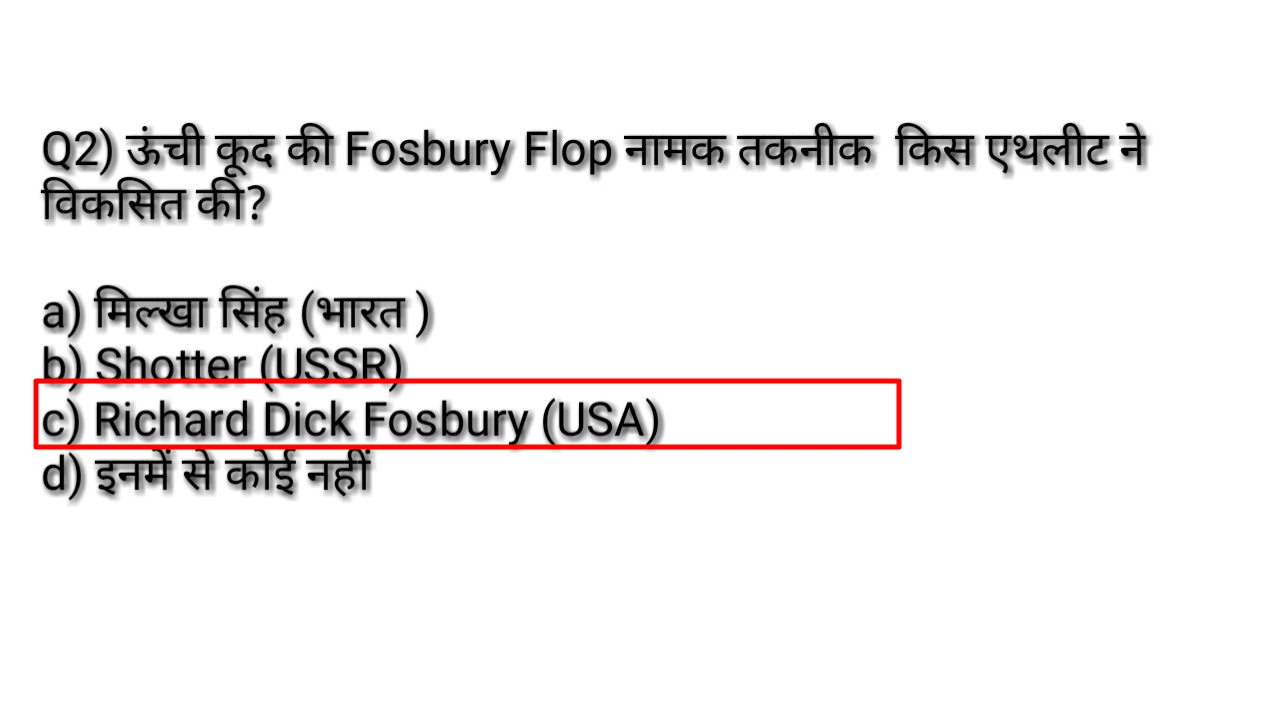 Q2) ऊंची कूद की Fosbury Flop नामक तकनीक किस एथलीट ने
विकसित की?
a) मिल्खा सिंह (भारत )
b) Shotter (USSR)
c) Richard Dick Fosbury (USA)
d) इनमें से कोई नहीं